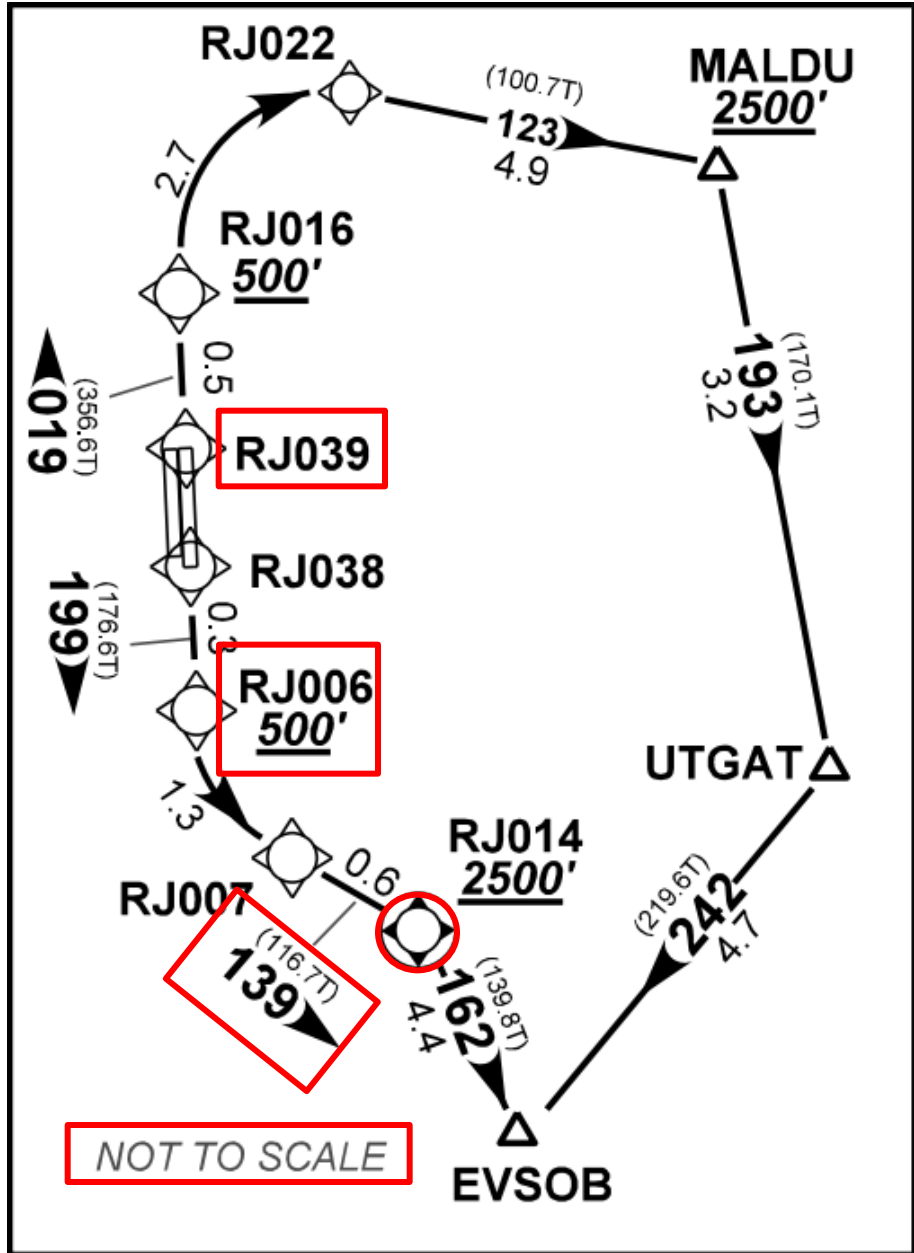 RJ022
(100.7T)
123
4.9
MALDU
2500'
2.7
RJ016
500'
0.5
(356.6T)
019
RJ039
(170.1T)
193
3.2
RJ038
(176.6T)
199
0.3
RJ006
500'
UTGAT
1.3
RJ007
0.6
RJ014
2500'
(116.7T)
139
(139.8T)
162
4.4
(219.6T)
242
4.7
NOT TO SCALE
EVSOB